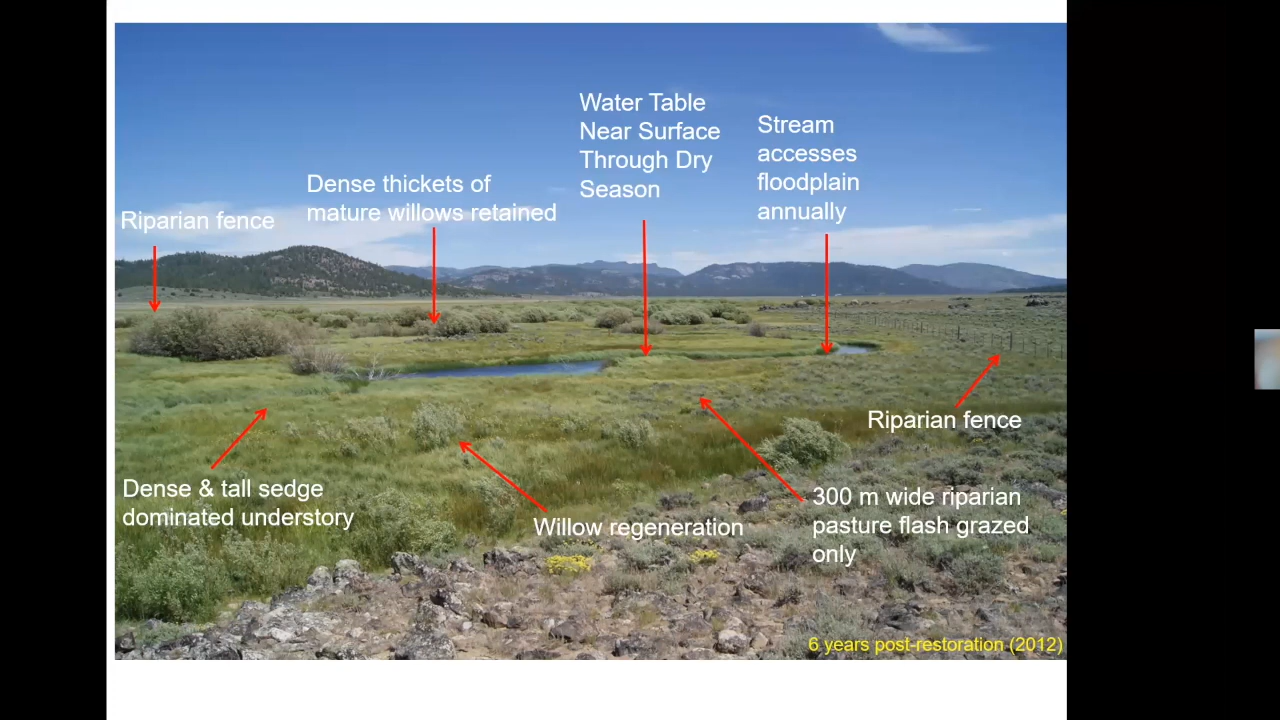 Water Table
Near Surface
Through Dry
Season
Stream
accesses
floodplain
annually
Dense thickets of
mature willows retained
Riparian fence
Riparian fence
Dense & tall sedge
dominated understory
Willow regeneration
300 m wide riparian
pasture flash grazed
only
6 years post-restoration (2012)